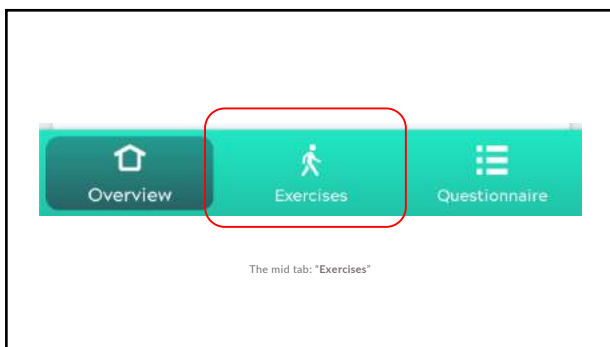 Overview
Exercises
Questionnaire
The mid tab: "Exercises"